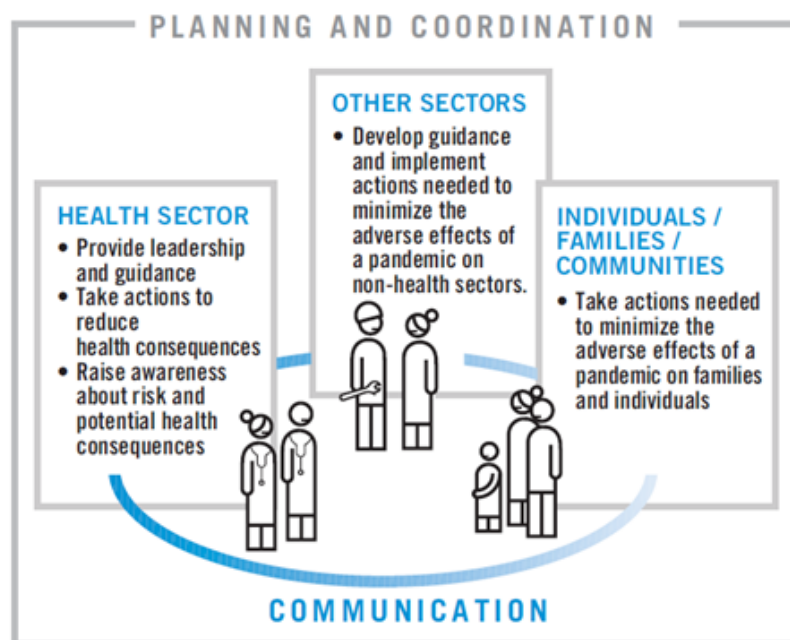 PLANNING AND COORDINATION
OTHER SECTORS
• Develop guidance
and implement
actions needed to
minimize the
adverse effects of
a pandemic on
non-health sectors.
HEALTH SECTOR
• Provide leadership
and guidance
• Take actions to
reduce
health consequences
• Raise awareness
about risk and
potential health
consequences
INDIVIDUALS /
FAMILIES /
COMMUNITIES
• Take actions needed
to minimize the
adverse effects of a
pandemic on families
and individuals
COMMUNICATION